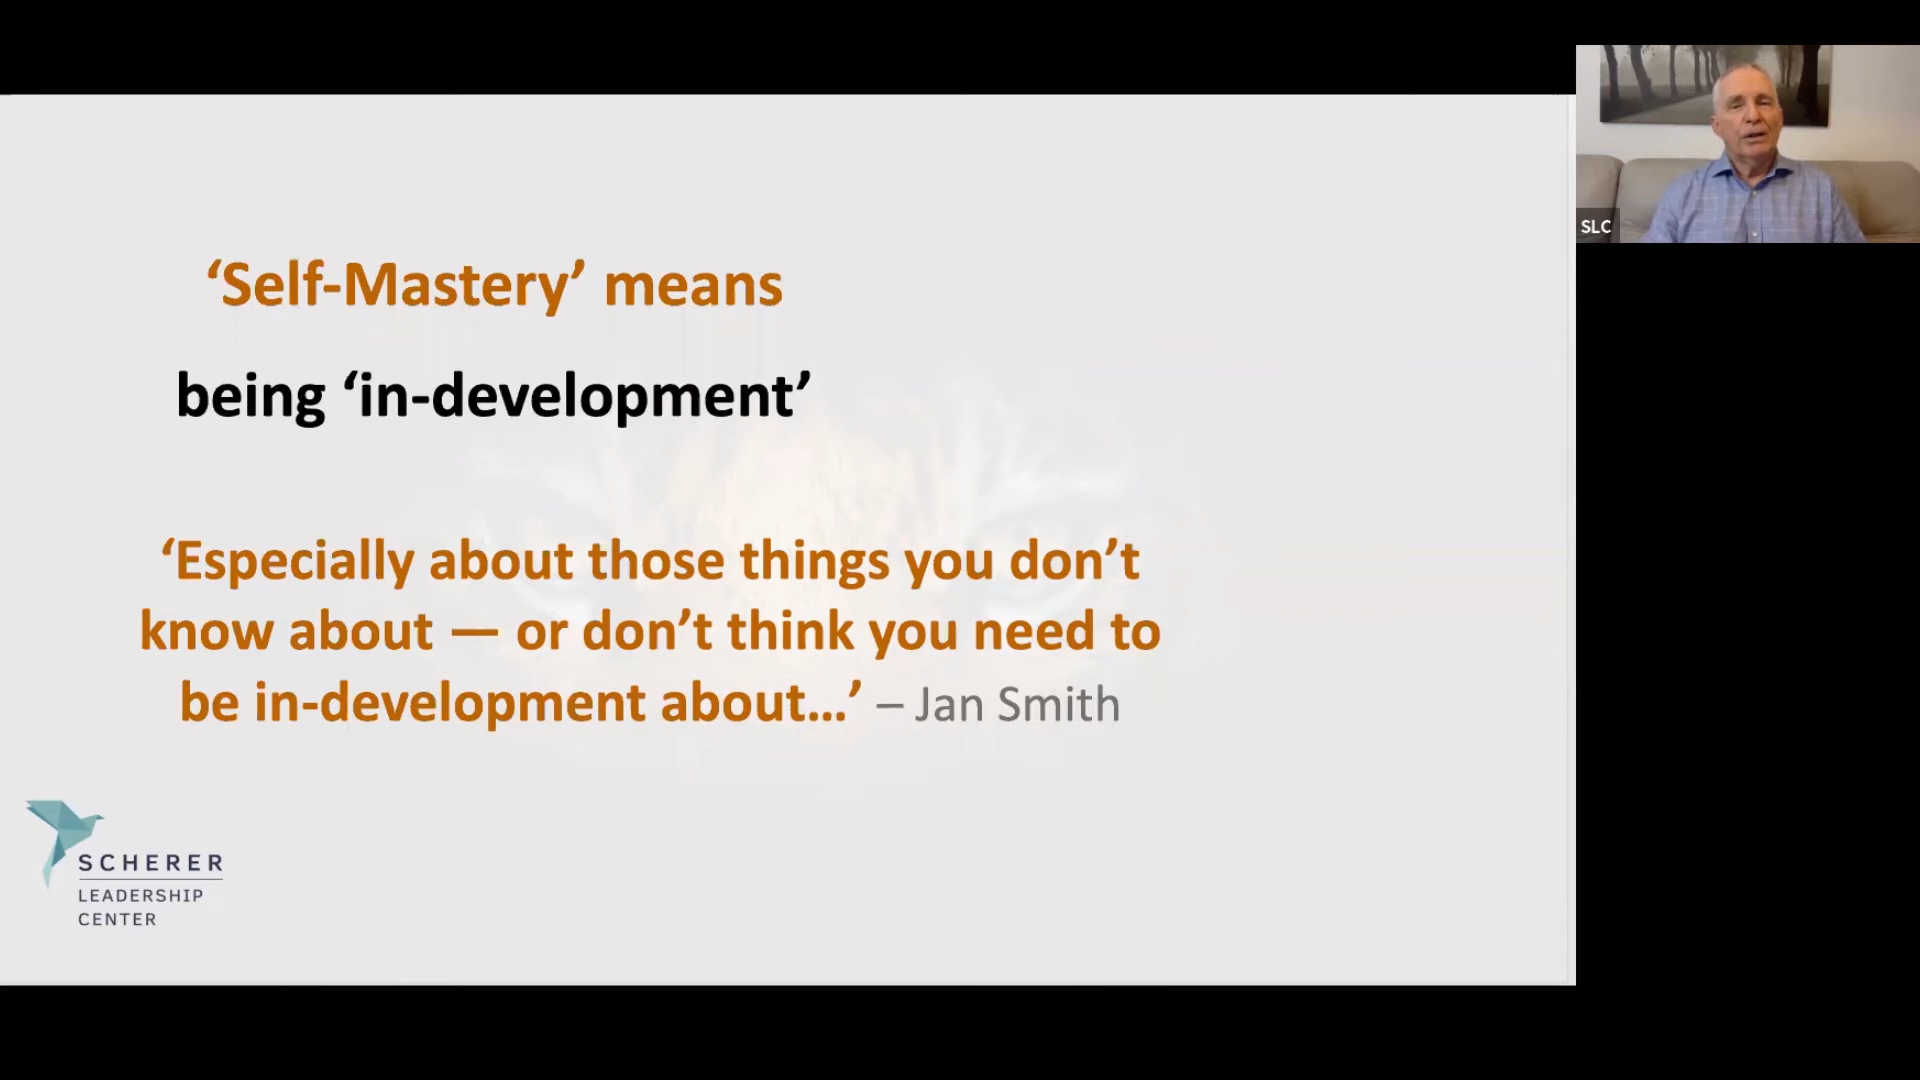 ‘Self-Mastery’ means
being ‘in-development’
‘Especially about those things you don’t
know about — or don’t think you need to
be in-development about...’ – Jan Smith
SCHERER
LEADERSHIP
CENTER
SLC